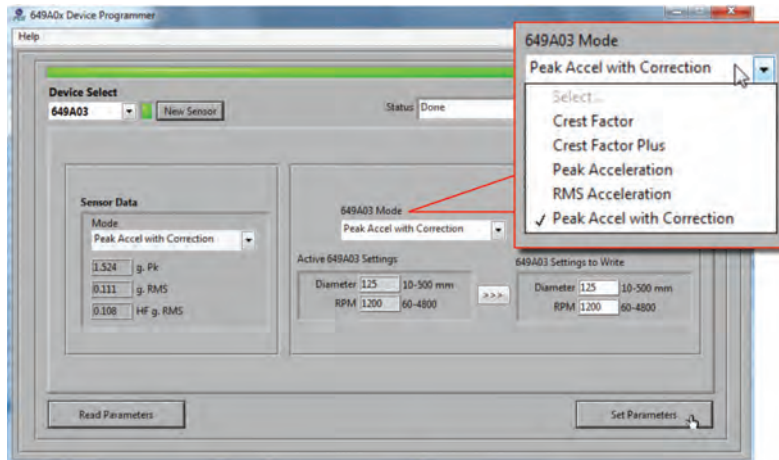 649A0x Device Programmer
Help
Device Select
649A03
New Sensor
Status Done
Sensor Data
Mode
Peak Accel with Correction
1.524 g. Pk
0.111 g. RMS
0.108 HF g. RMS
649A03 Mode
Peak Accel with Correction
Active 649A03 Settings
Diameter 125 10-500 mm
RPM 1200 60-4800
>>>
649A03 Settings to Write
Diameter 125 10-500 mm
RPM 1200 60-4800
Read Parameters
Set Parameters
649A03 Mode
Peak Accel with Correction
Select...
Crest Factor
Crest Factor Plus
Peak Acceleration
RMS Acceleration
✓ Peak Accel with Correction